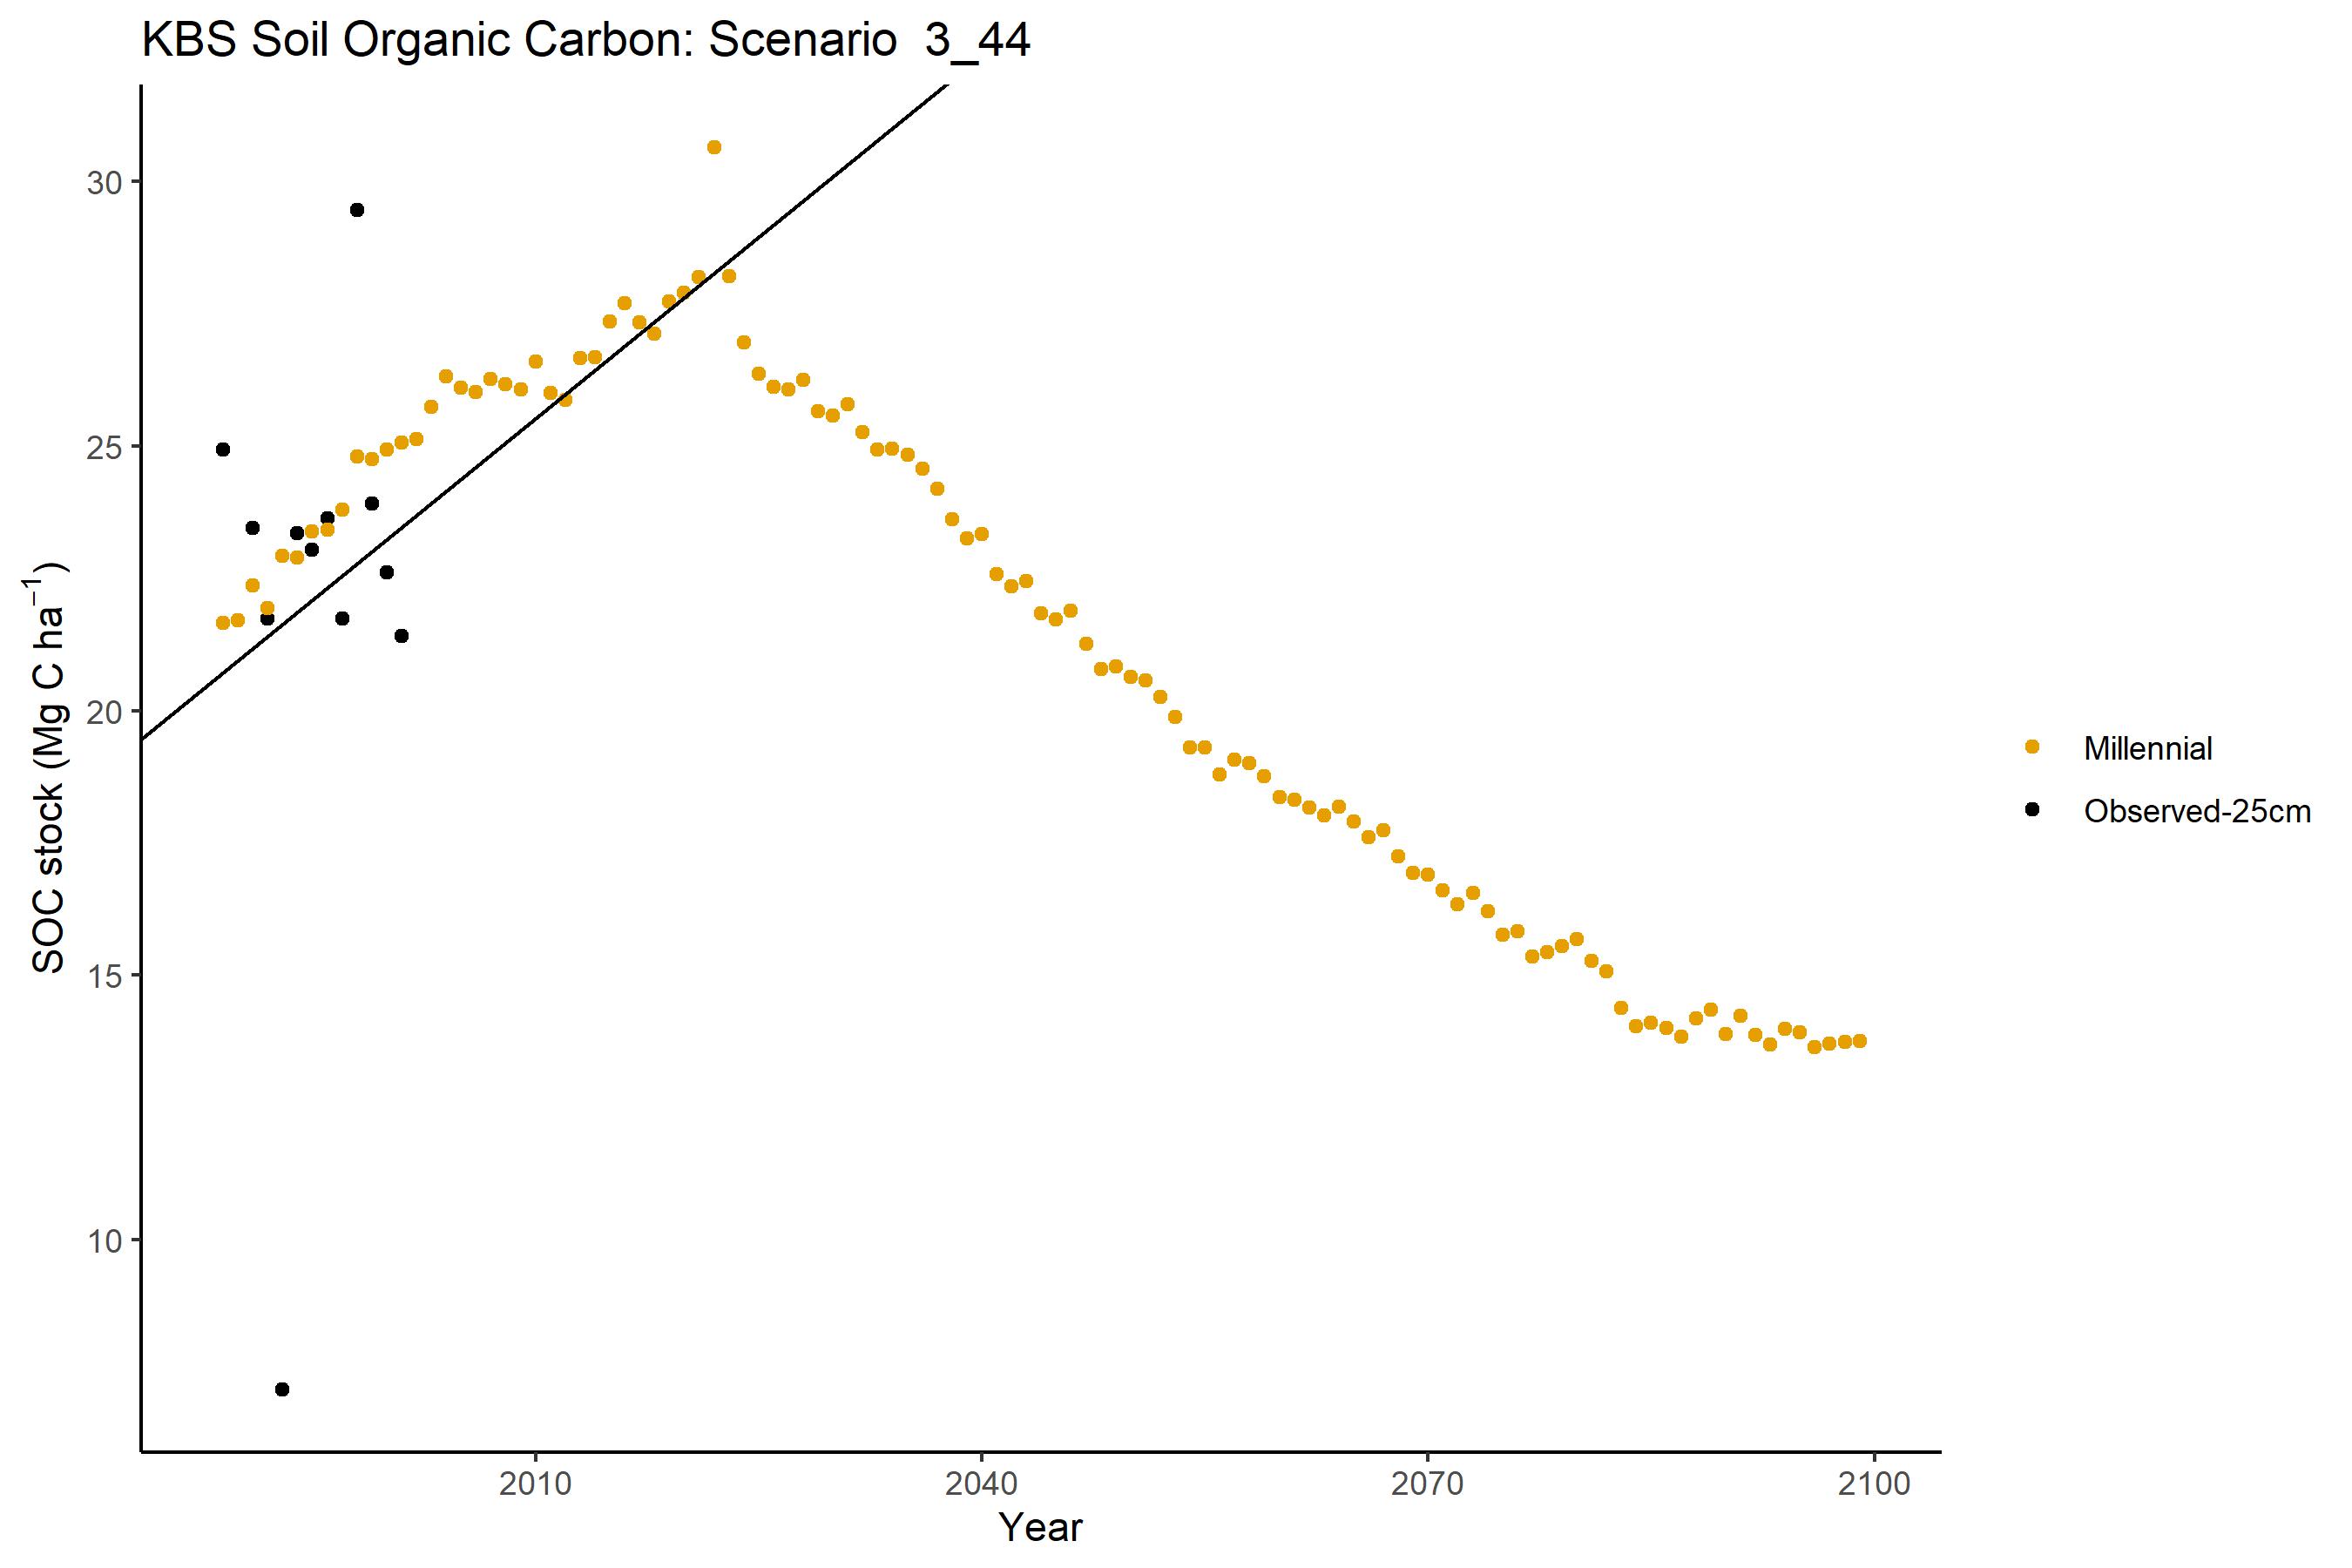 KBS Soil Organic Carbon: Scenario  3_44
30
25
20
15
10
SOC stock (Mg C ha⁻¹)
2010 2040 2070 2100
Year
Millennial
Observed-25cm